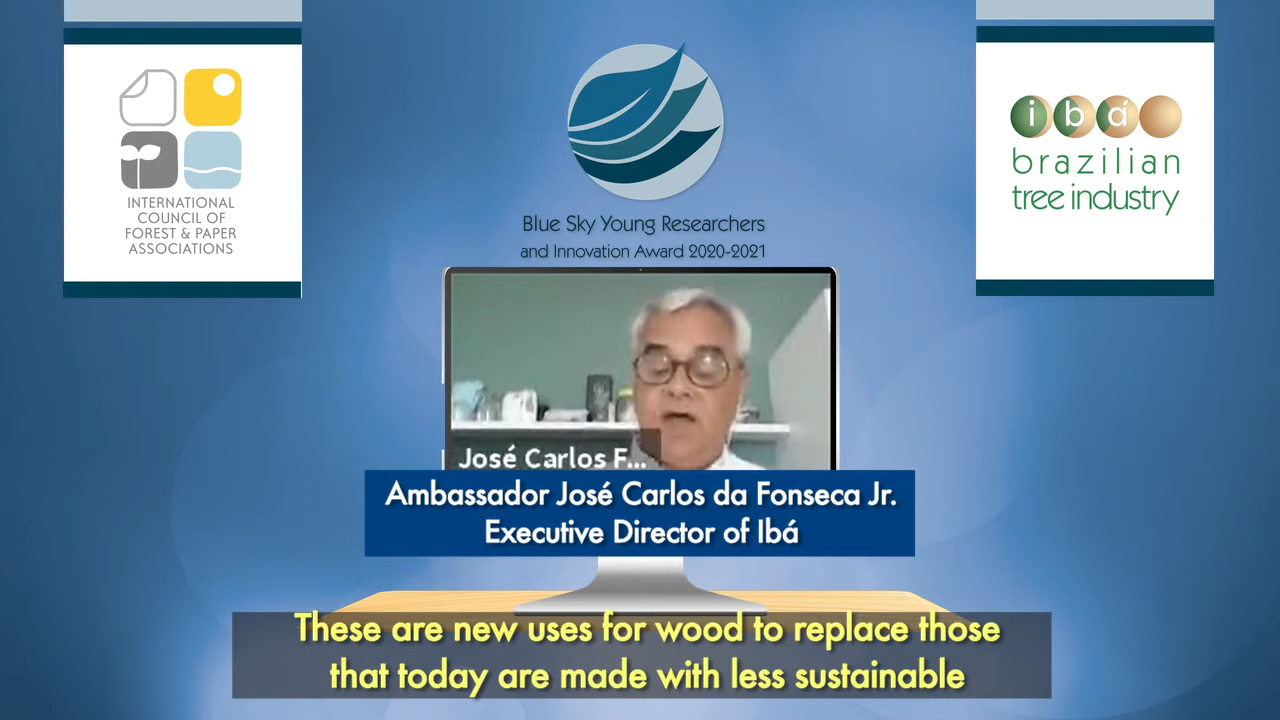 INTERNATIONAL
COUNCIL OF
FOREST & PAPER
ASSOCIATIONS
Blue Sky Young Researchers
and Innovation Award 2020-2021
ibá
brazilian
tree industry
José Carlos F...
Ambassador José Carlos da Fonseca Jr.
Executive Director of Ibá
These are new uses for wood to replace those
that today are made with less sustainable